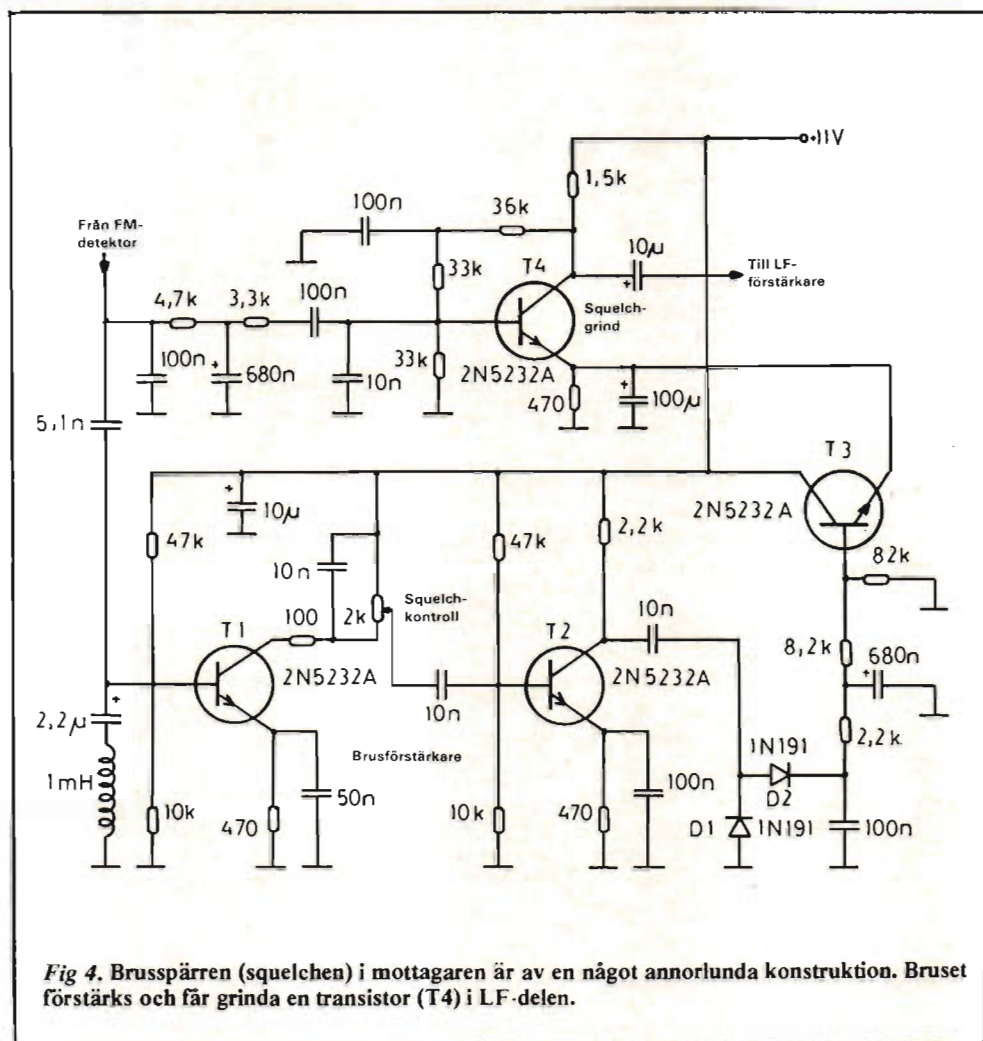 +11V
1,5k
Från FM-
detektor
100n
36k
10µ
Till LF-
förstärkare
4,7k
3,3k
100n
33k
T4
Squelch-
grind
100n
680n
10n
33k
2N5232A
470
100µ
5,1n
T3
2N5232A
10µ
47k
10n
Squelch-
kontroll
47k
2,2k
82k
100
2k
T1
2N5232A
10n
T2
10n
2N5232A
8,2k
680n
2,2µ
Brusförstärkare
1N191
2,2k
1mH
50n
100n
D2
10k
470
10k
470
D1
1N191
100n
Fig 4. Brusspärren (squelchen) i mottagaren är av en något annorlunda konstruktion. Bruset
förstärks och får grinda en transistor (T4) i LF-delen.